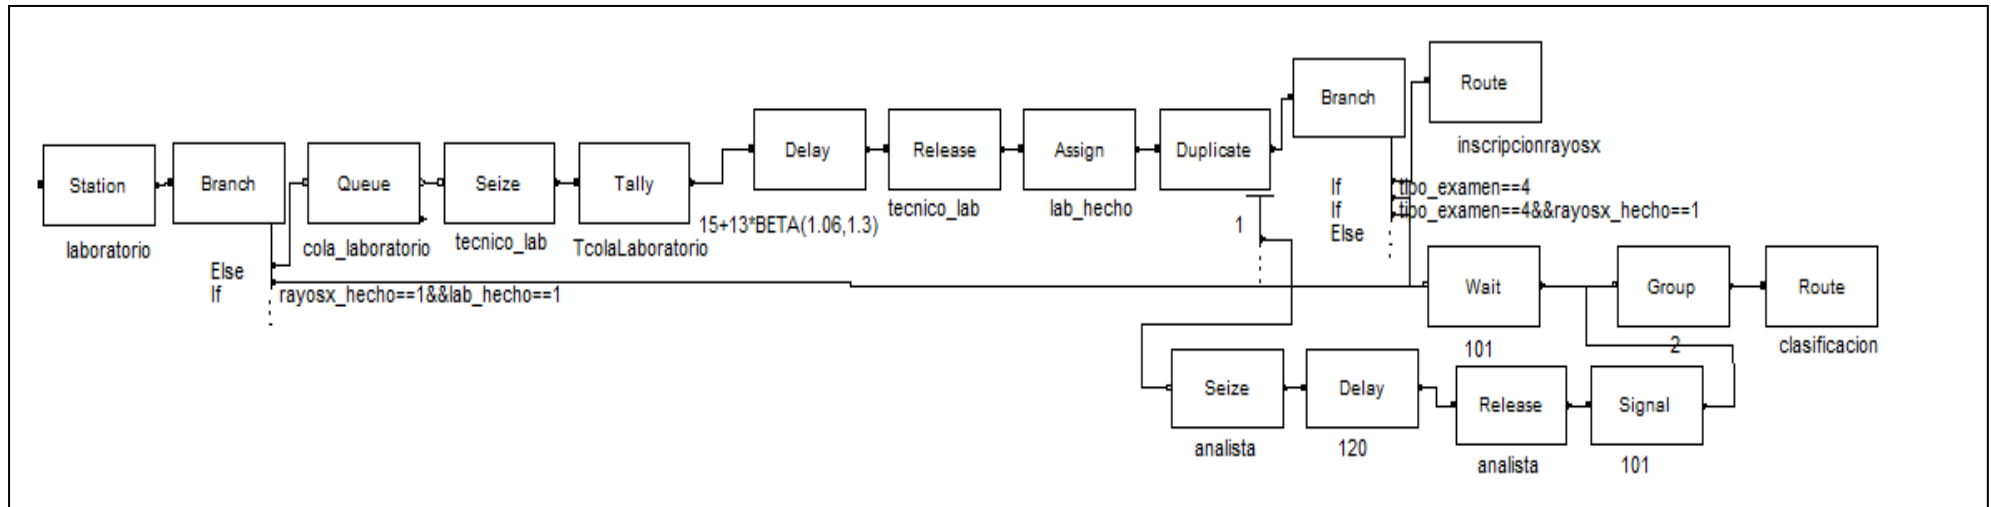 Station
laboratorio
Branch
Else
If rayosx_hecho==1&&lab_hecho==1
Queue
cola_laboratorio
Seize
tecnico_lab
Tally
TcolaLaboratorio
Delay
15+13*BETA(1.06,1.3)
Release
tecnico_lab
Assign
lab_hecho
Duplicate
1
Branch
If tipo_examen==4
If tipo_examen==4&&rayosx_hecho==1
Else
Route
inscripcionrayosx
Wait
101
Group
2
Route
clasificacion
Seize
analista
Delay
120
Release
analista
Signal
101